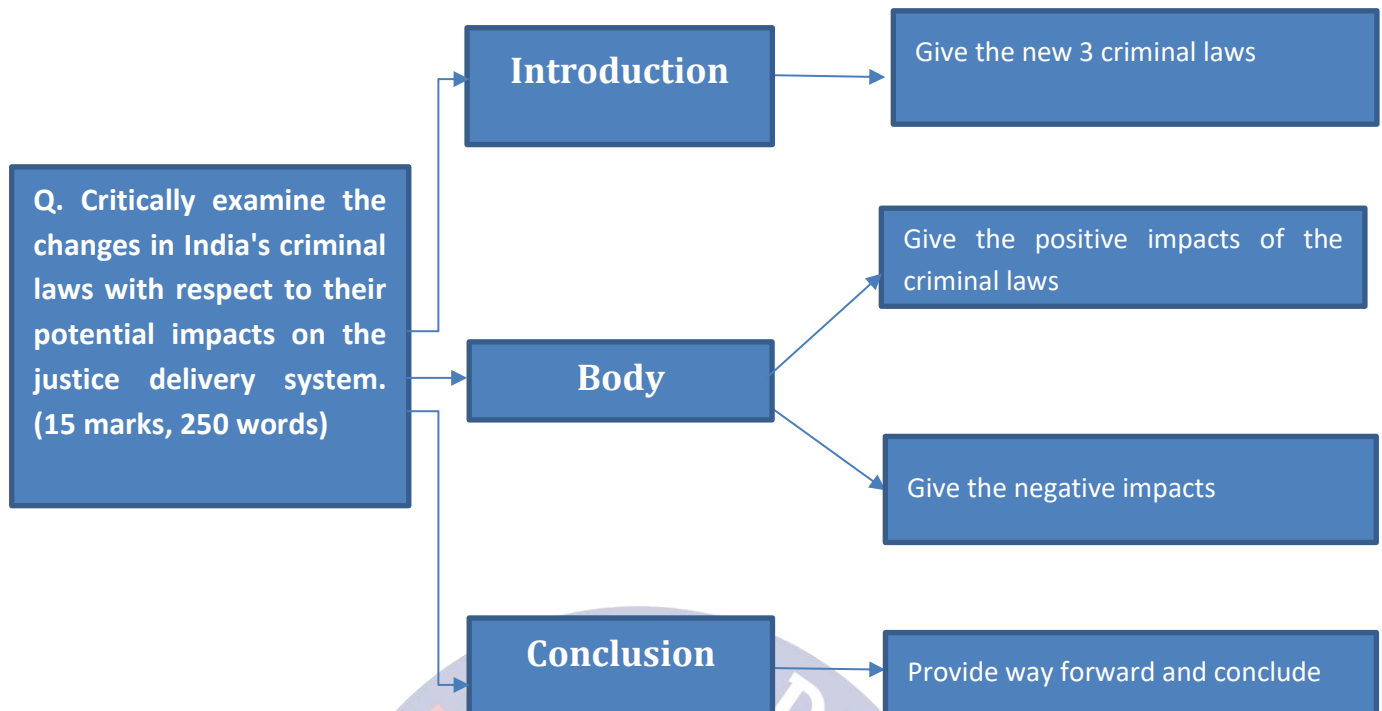 Q. Critically examine the
changes in India's criminal
laws with respect to their
potential impacts on the
justice delivery system.
(15 marks, 250 words)
Introduction
Give the new 3 criminal laws
Body
Give the positive impacts of the
criminal laws
Give the negative impacts
Conclusion
Provide way forward and conclude